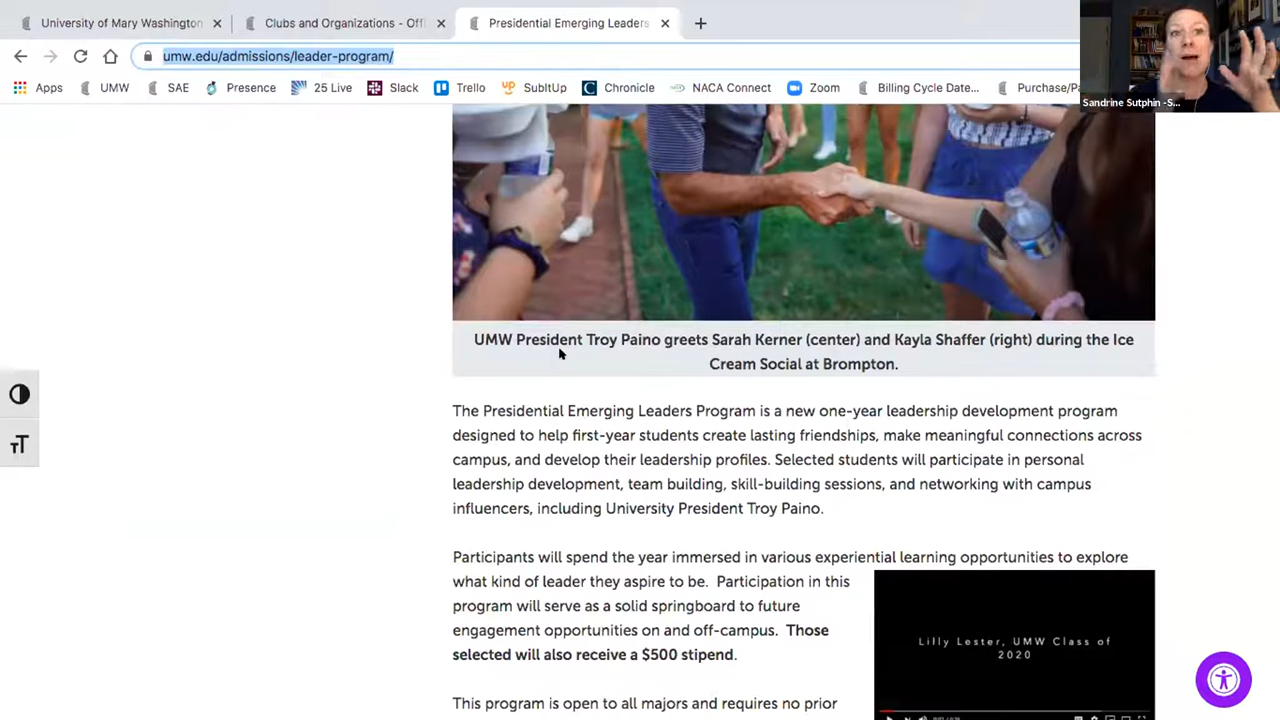 University of Mary Washington
Clubs and Organizations - Offi
Presidential Emerging Leaders
umw.edu/admissions/leader-program/
Apps
UMW
SAE
Presence
25 Live
Slack
Trello
SubItUp
Chronicle
NACA Connect
Zoom
Billing Cycle Date...
Purchase/Pa
Sandrine Sutphin -S...
UMW President Troy Paino greets Sarah Kerner (center) and Kayla Shaffer (right) during the Ice
Cream Social at Brompton.
The Presidential Emerging Leaders Program is a new one-year leadership development program
designed to help first-year students create lasting friendships, make meaningful connections across
campus, and develop their leadership profiles. Selected students will participate in personal
leadership development, team building, skill-building sessions, and networking with campus
influencers, including University President Troy Paino.
Participants will spend the year immersed in various experiential learning opportunities to explore
what kind of leader they aspire to be. Participation in this
program will serve as a solid springboard to future
engagement opportunities on and off-campus. Those
selected will also receive a $500 stipend.
This program is open to all majors and requires no prior
Lilly Lester, UMW Class of
2020